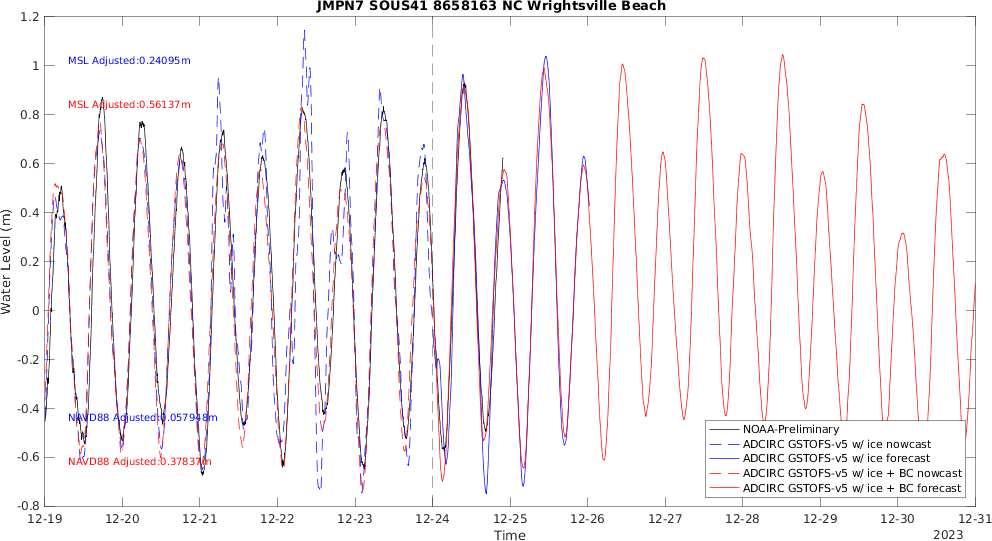 JMPN7 SOUS41 8658163 NC Wrightsville Beach
1.2
1
0.8
0.6
0.4
0.2
0
-0.2
-0.4
-0.6
-0.8
Water Level (m)
MSL Adjusted:0.24095m
MSL Adjusted:0.56137m
NAVD88 Adjusted:0.057948m
NAVD88 Adjusted:0.37837m
NOAA-Preliminary
ADCIRC GSTOFS-v5 w/ ice nowcast
ADCIRC GSTOFS-v5 w/ ice forecast
ADCIRC GSTOFS-v5 w/ ice + BC nowcast
ADCIRC GSTOFS-v5 w/ ice + BC forecast
12-19 12-20 12-21 12-22 12-23 12-24 12-25 12-26 12-27 12-28 12-29 12-30 12-31
Time
2023